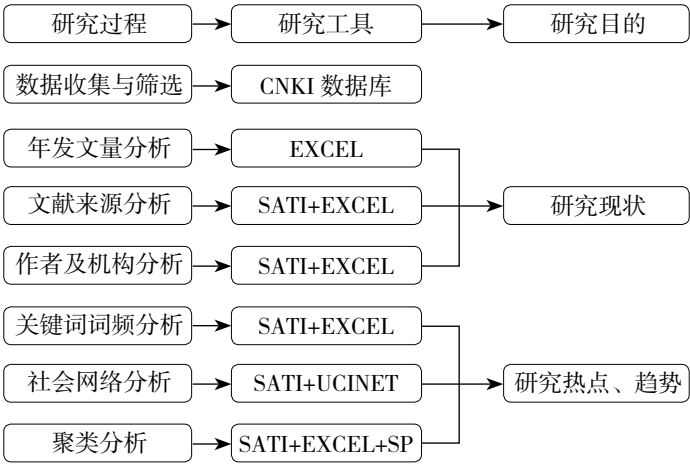 研究过程 研究工具 研究目的
数据收集与筛选 CNKI 数据库
年发文量分析 EXCEL
文献来源分析 SATI+EXCEL 研究现状
作者及机构分析 SATI+EXCEL
关键词词频分析 SATI+EXCEL
社会网络分析 SATI+UCINET 研究热点、趋势
聚类分析 SATI+EXCEL+SP